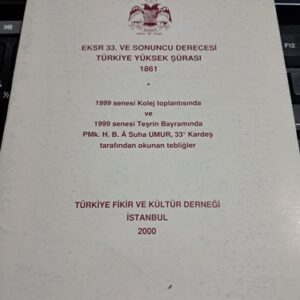 EKSR 33. VE SONUNCU DERECESİ
TÜRKİYE YÜKSEK ŞÛRASI
1861
1999 senesi Kolej toplantısında
ve
1999 senesi Teşrin Bayramında
PMk. H. B. Â Suha UMUR, 33° Kardeş
tarafından okunan tebliğler
TÜRKİYE FİKİR VE KÜLTÜR DERNEĞİ
İSTANBUL
2000